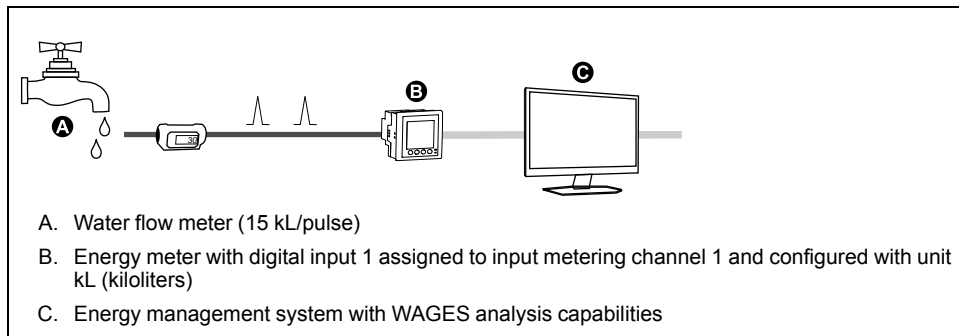 C
B
A
30
A. Water flow meter (15 kL/pulse)
B. Energy meter with digital input 1 assigned to input metering channel 1 and configured with unit
kL (kiloliters)
C. Energy management system with WAGES analysis capabilities